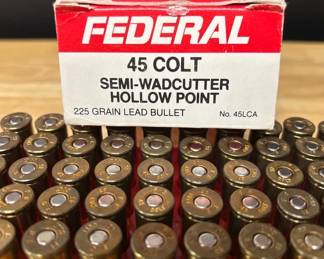 FEDERAL
45 COLT
SEMI-WADCUTTER
HOLLOW POINT
225 GRAIN LEAD BULLET No. 45LCA